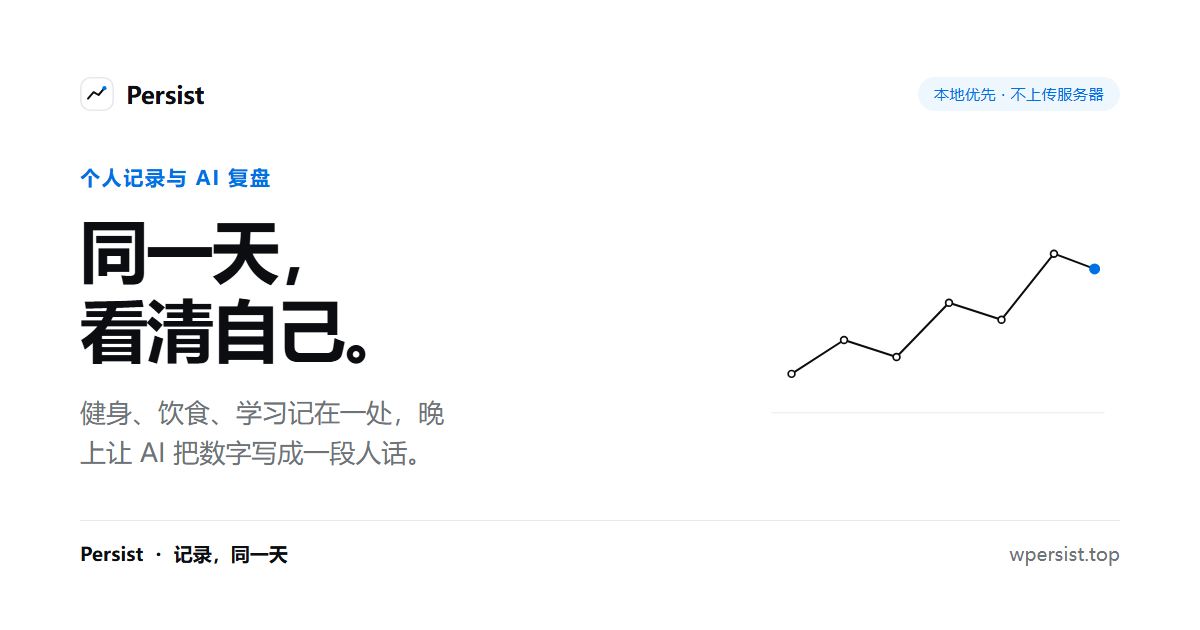 Persist
本地优先 · 不上传服务器
个人记录与 AI 复盘
同一天，
看清自己。
健身、饮食、学习记在一处，晚
上让 AI 把数字写成一段人话。
Persist · 记录，同一天
wpersist.top